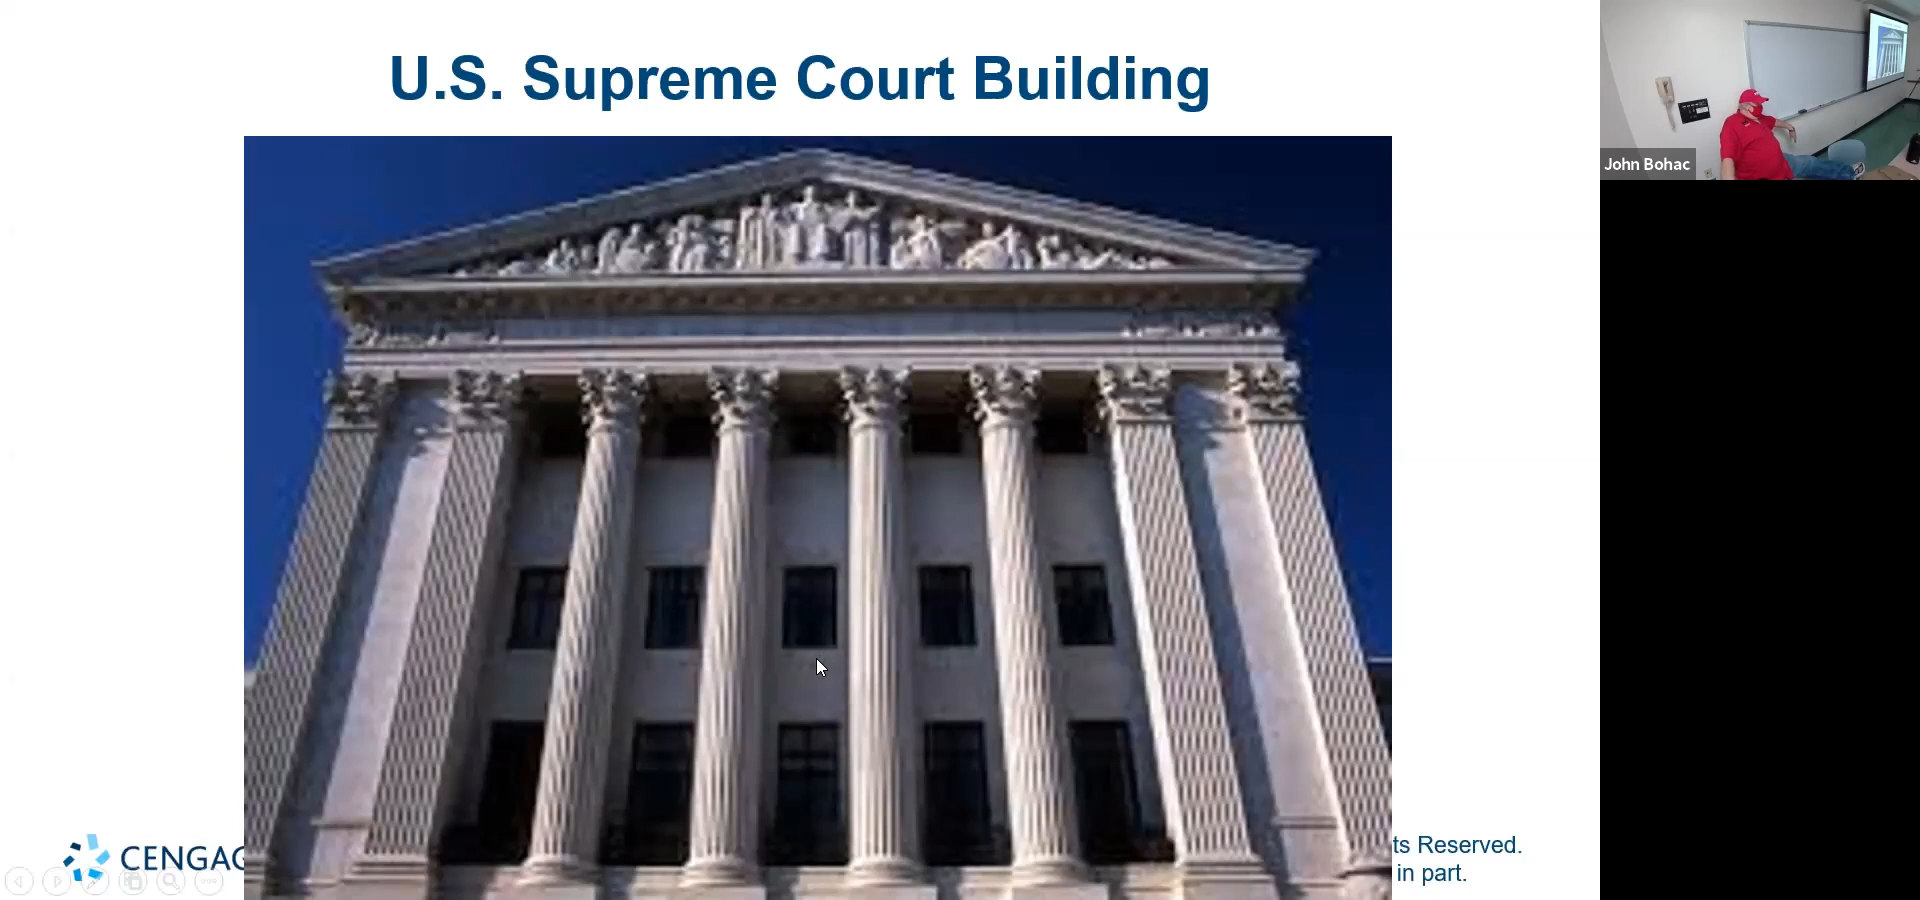 U.S. Supreme Court Building
John Bohac
CENGAG
ts Reserved.
in part.